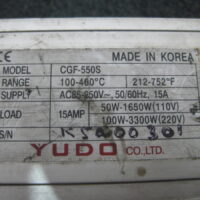 CE MADE IN KOREA
MODEL CGF-550S
RANGE 100-400°C 212-752°F
SUPPLY AC85-250V~, 50/60Hz, 15A
LOAD 15AMP 50W-1650W(110V)
100W-3300W(220V)
S/N
YUDO CO.,LTD.